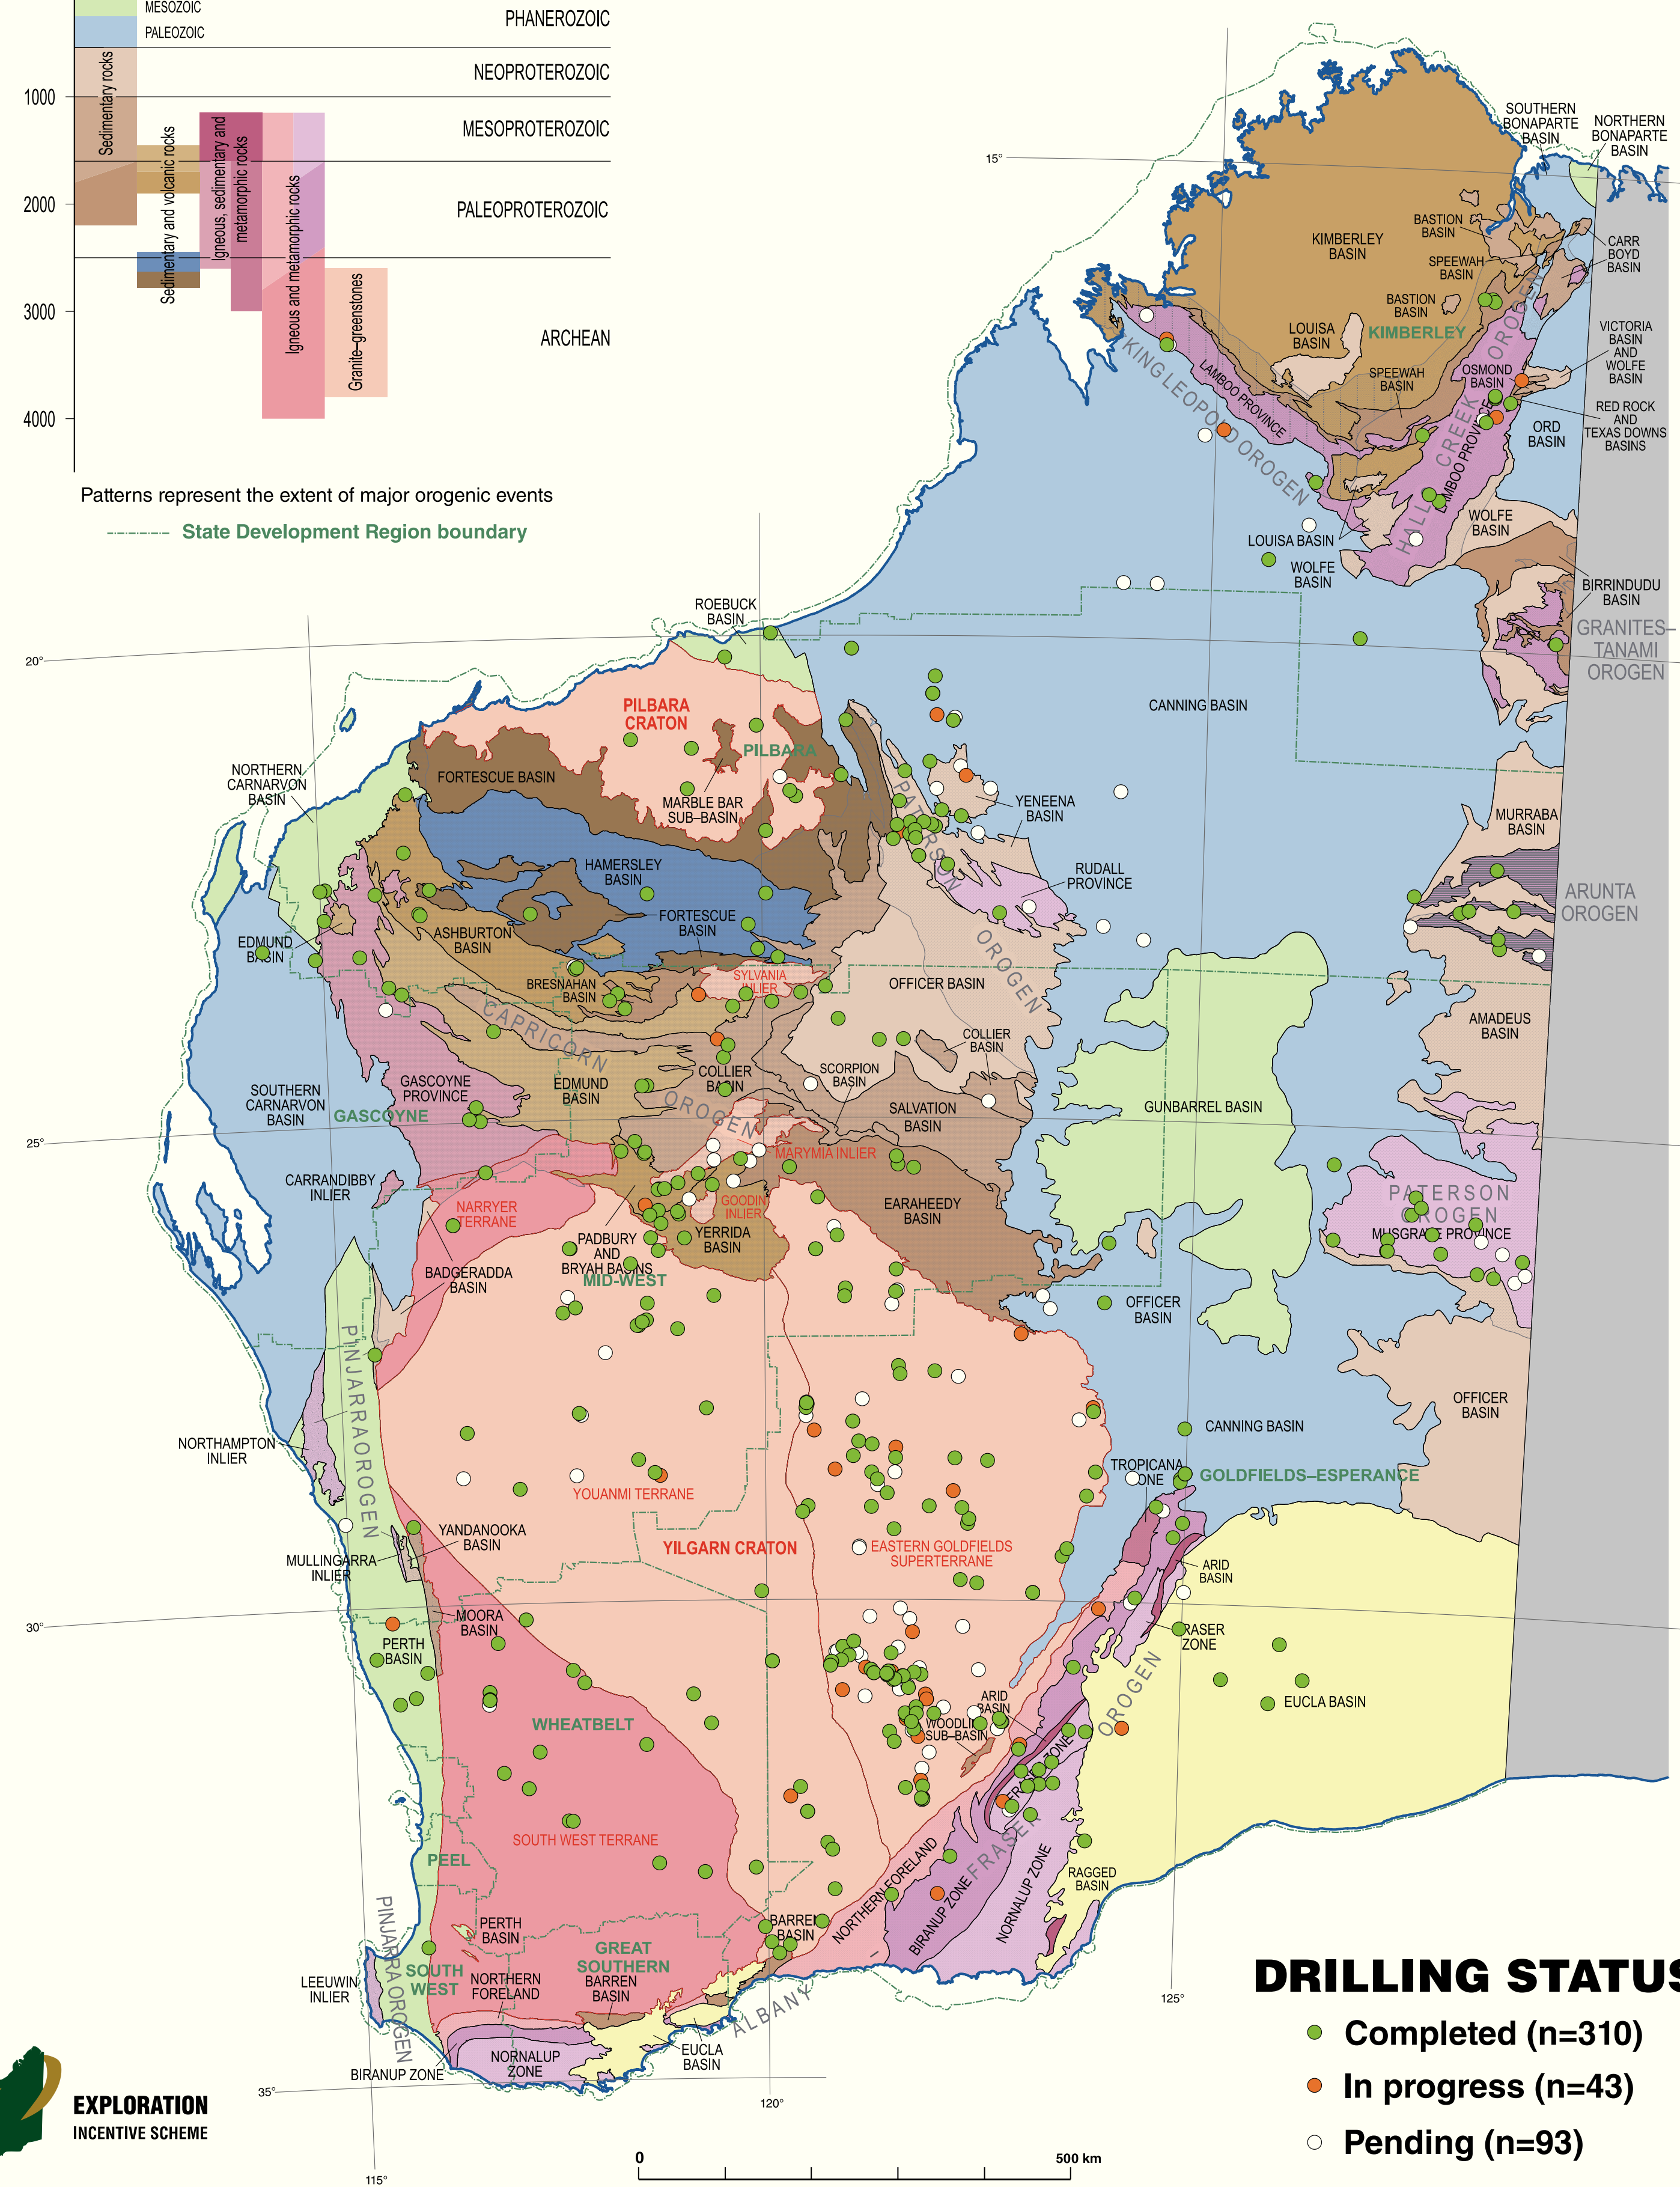 MESOZOIC
PALEOZOIC
PHANEROZOIC
NEOPROTEROZOIC
1000
MESOPROTEROZOIC
2000
PALEOPROTEROZOIC
3000
ARCHEAN
4000
Sedimentary rocks
Sedimentary and volcanic rocks
Igneous, sedimentary and
metamorphic rocks
Igneous and metamorphic rocks
Granite–greenstones
Patterns represent the extent of major orogenic events
State Development Region boundary
SOUTHERN
BONAPARTE
BASIN
NORTHERN
BONAPARTE
BASIN
15°
KIMBERLEY
BASIN
BASTION
BASIN
CARR
BOYD
BASIN
SPEEWAH
BASIN
BASTION
BASIN
KIMBERLEY
LOUISA
BASIN
VICTORIA
BASIN
AND
WOLFE
BASIN
SPEEWAH
BASIN
OSMOND
BASIN
KING LEOPOLD OROGEN
LAMBOO PROVINCE
HALLS CREEK OROGEN
LAMBOO PROVINCE
RED ROCK
AND
TEXAS DOWNS
BASINS
ORD
BASIN
WOLFE
BASIN
LOUISA BASIN
WOLFE
BASIN
BIRRINDUDU
BASIN
GRANITES–
TANAMI
OROGEN
ROEBUCK
BASIN
20°
CANNING BASIN
PILBARA
CRATON
PILBARA
NORTHERN
CARNARVON
BASIN
FORTESCUE BASIN
MARBLE BAR
SUB–BASIN
YENEENA
BASIN
MURRABA
BASIN
PATERSON
OROGEN
HAMERSLEY
BASIN
RUDALL
PROVINCE
ARUNTA
OROGEN
FORTESCUE
BASIN
EDMUND
BASIN
ASHBURTON
BASIN
BRESNAHAN
BASIN
SYLVANIA
INLIER
OFFICER BASIN
AMADEUS
BASIN
CAPRICORN
OROGEN
COLLIER
BASIN
COLLIER
BASIN
SCORPION
BASIN
SOUTHERN
CARNARVON
BASIN
GASCOYNE
PROVINCE
GASCOYNE
EDMUND
BASIN
SALVATION
BASIN
GUNBARREL BASIN
25°
MARYMIA INLIER
CARRANDIBBY
INLIER
NARRYER
TERRANE
GOODIN
INLIER
EARAHEEDY
BASIN
PATERSON
OROGEN
MUSGRAVE PROVINCE
YERRIDA
BASIN
PADBURY
AND
BRYAH BASINS
MID-WEST
BADGERADDA
BASIN
OFFICER
BASIN
PINJARRA OROGEN
OFFICER
BASIN
CANNING BASIN
NORTHAMPTON
INLIER
TROPICANA
ZONE
GOLDFIELDS–ESPERANCE
YOUANMI TERRANE
YANDANOOKA
BASIN
MULLINGARRA
INLIER
YILGARN CRATON
EASTERN GOLDFIELDS
SUPERTERRANE
ARID
BASIN
MOORA
BASIN
30°
PERTH
BASIN
FRASER
ZONE
ARID
BASIN
EUCLA BASIN
WHEATBELT
WOODLINE
SUB–BASIN
FRASER ZONE
SOUTH WEST TERRANE
PEEL
NORTHERN FORELAND
BIRANUP ZONE
ALBANY
FRASER
OROGEN
NORNALUP ZONE
RAGGED
BASIN
PINJARRA OROGEN
PERTH
BASIN
BARREN
BASIN
GREAT
SOUTHERN
SOUTH
WEST
LEEUWIN
INLIER
NORTHERN
FORELAND
BARREN
BASIN
125°
NORNALUP
ZONE
EUCLA
BASIN
BIRANUP ZONE
35°
120°
115°
0
500 km
DRILLING STATUS
Completed (n=310)
In progress (n=43)
Pending (n=93)
EXPLORATION
INCENTIVE SCHEME